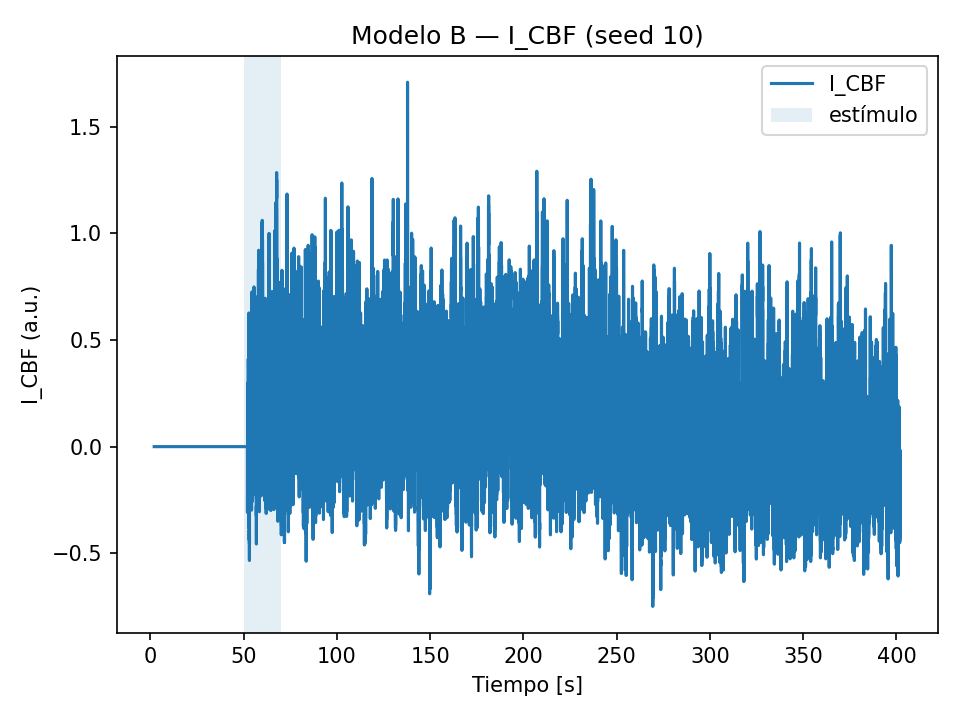 Modelo B — I_CBF (seed 10)
I_CBF
estímulo
1.5
1.0
0.5
0.0
−0.5
I_CBF (a.u.)
0 50 100 150 200 250 300 350 400
Tiempo [s]